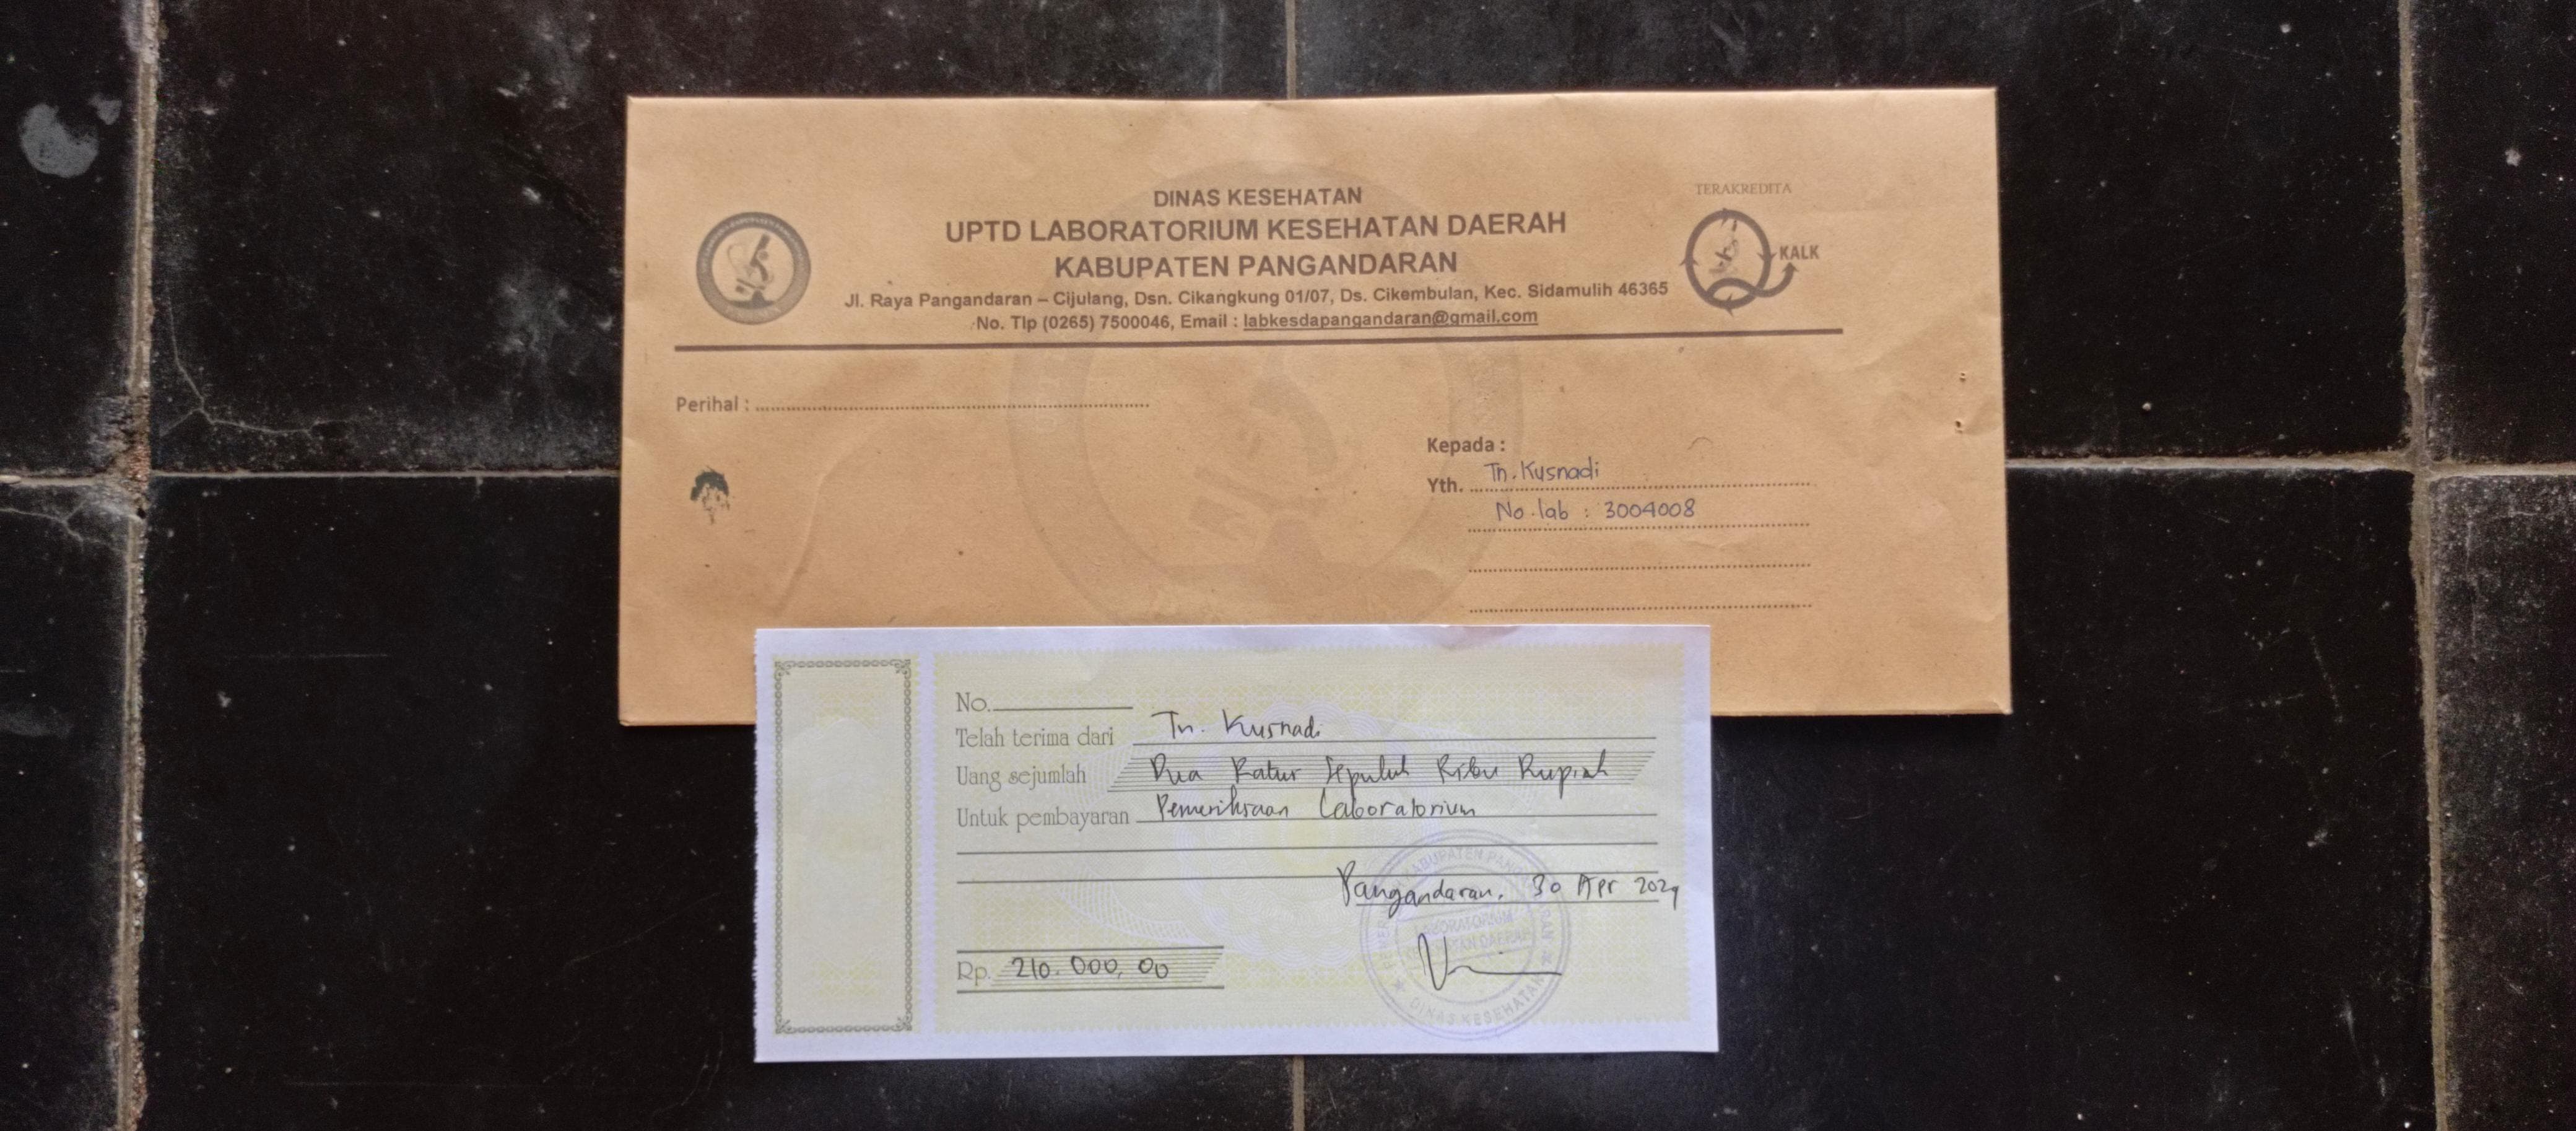 DINAS KESEHATAN
UPTD LABORATORIUM KESEHATAN DAERAH
KABUPATEN PANGANDARAN
Jl. Raya Pangandaran – Cijulang, Dsn. Cikangkung 01/07, Ds. Cikembulan, Kec. Sidamulih 46365
No. Tlp (0265) 7500046, Email : labkesdapangandaran@gmail.com
TERAKREDITA
KALK
Perihal :
Kepada :
Yth. Tn. Kusnadi
No. lab : 3004008
No.
Telah terima dari Tn. Kusnadi
Uang sejumlah Dua Ratus Sepuluh Ribu Rupiah
Untuk pembayaran Pemeriksaan Laboratorium
Pangandaran, 30 Apr 2024
Rp. 210.000,00
LABORATORIUM
DINAS KESEHATAN